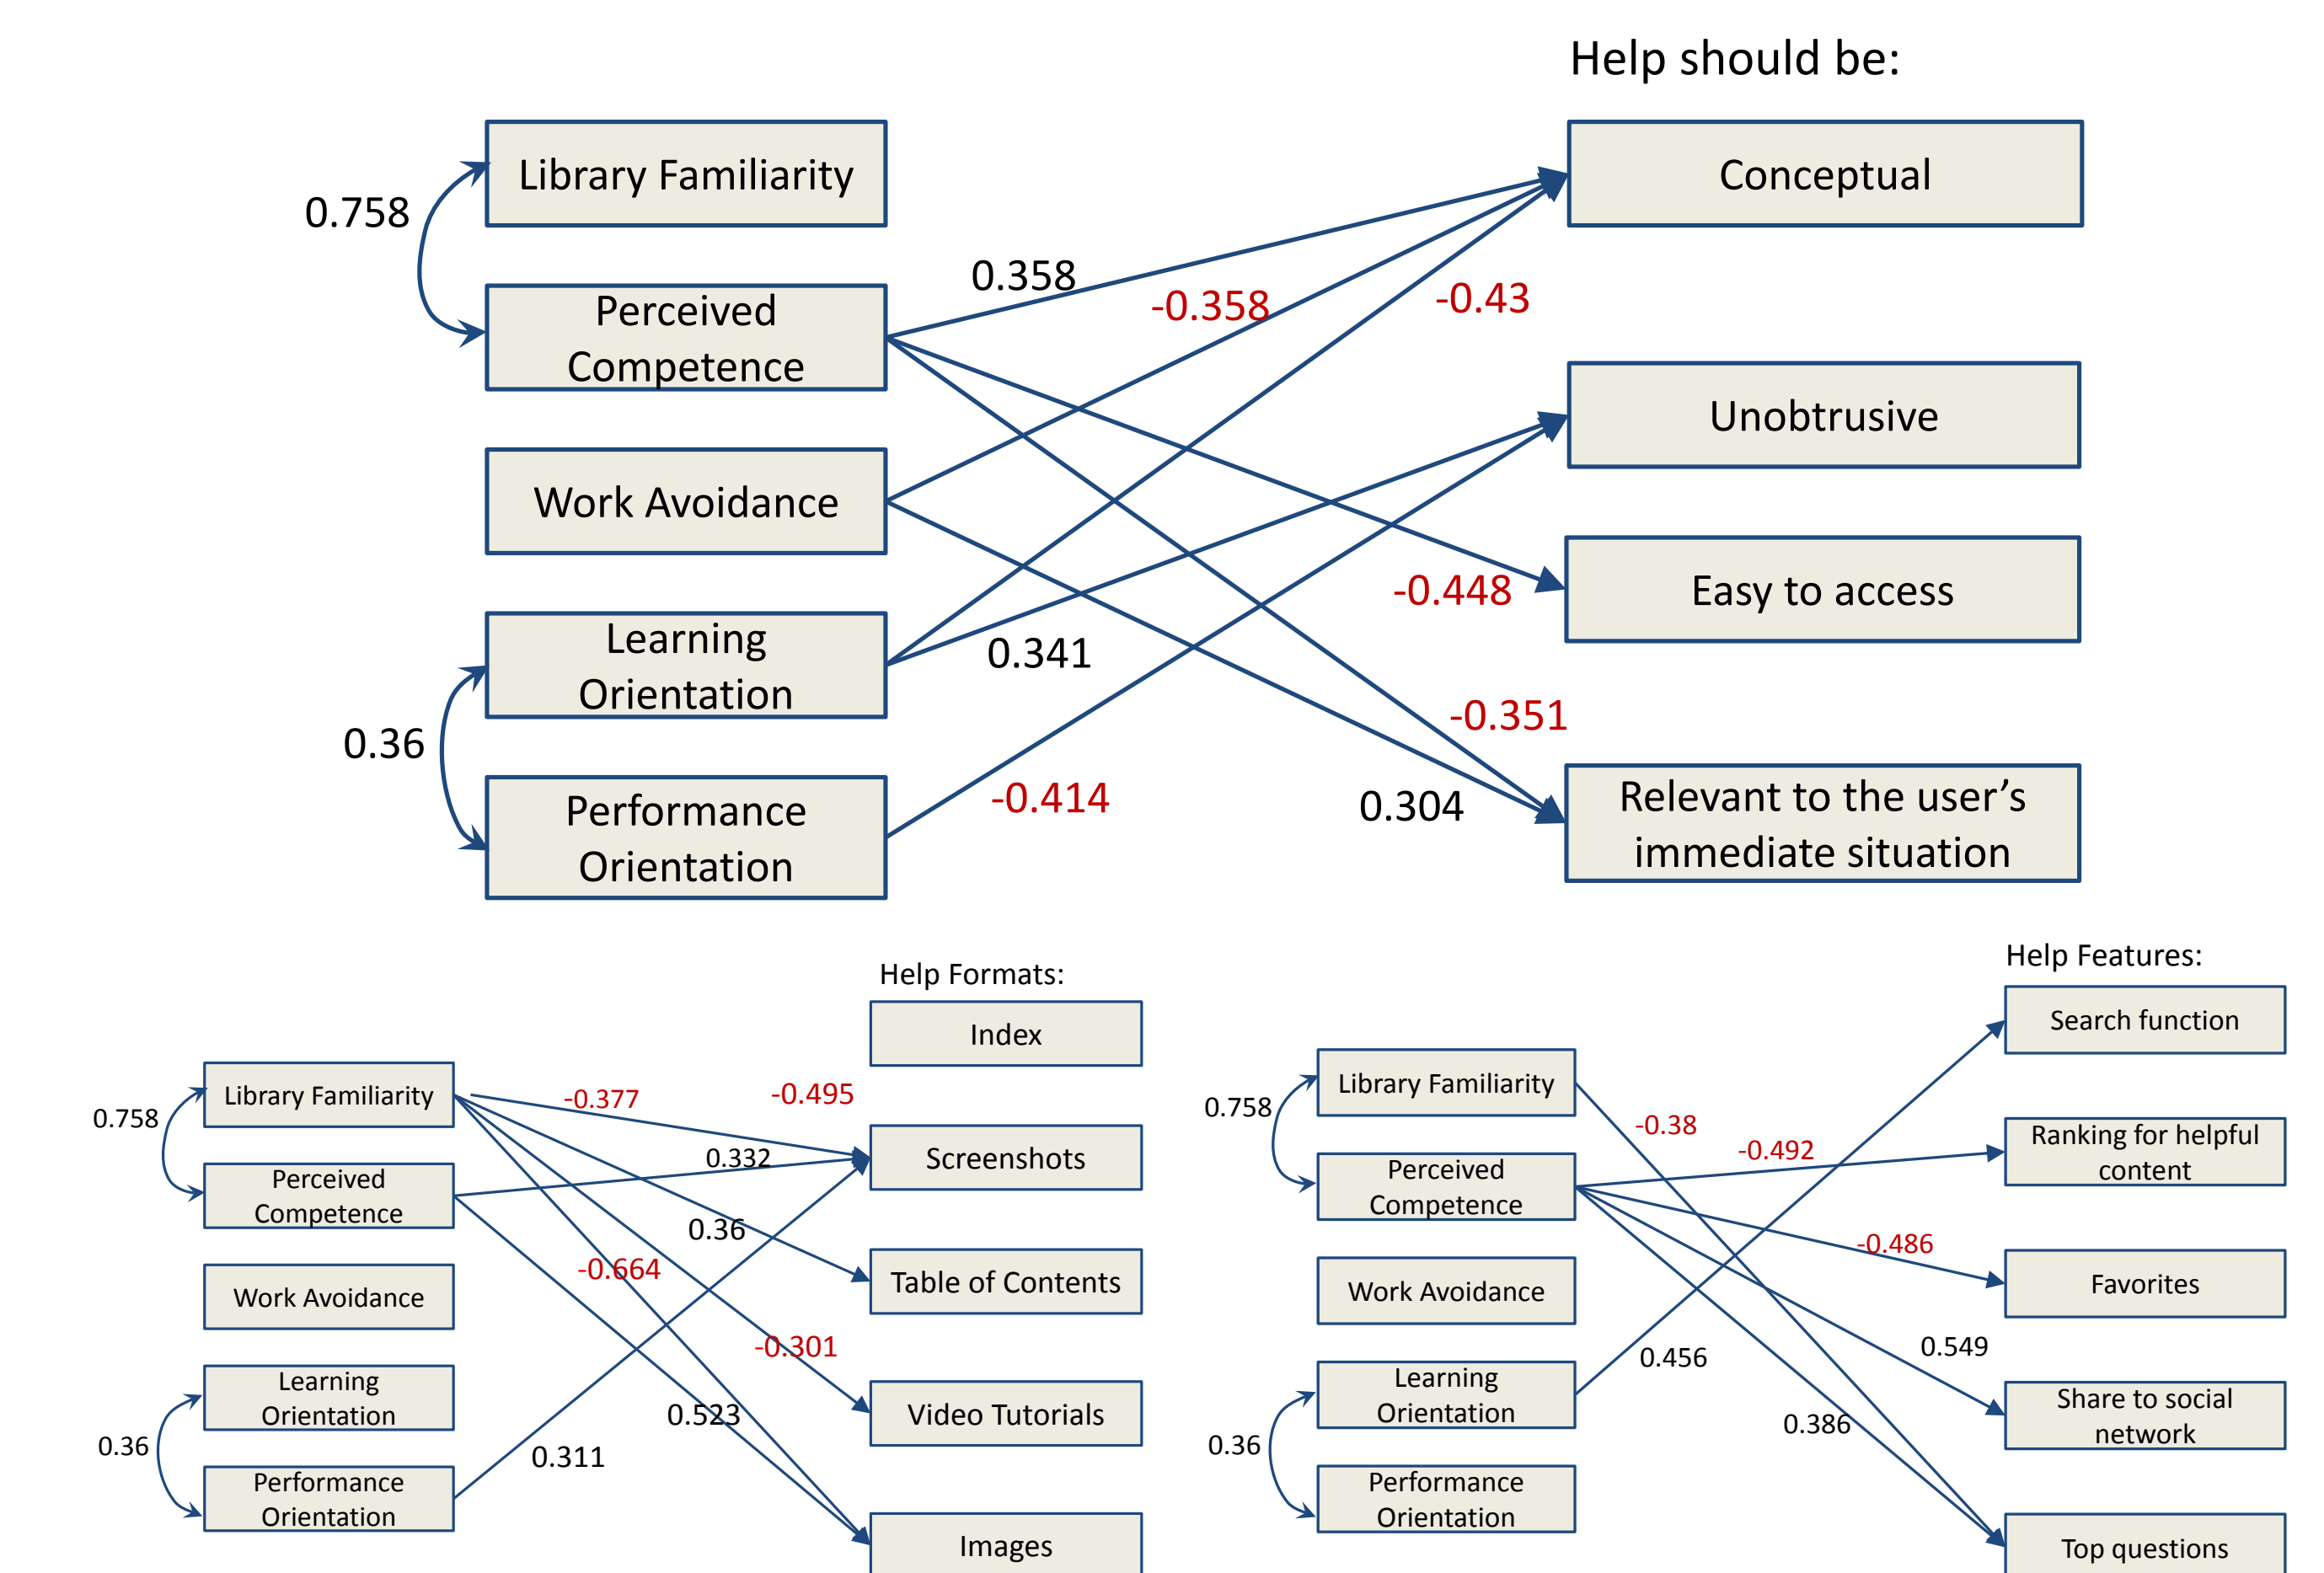 Help should be:
Library Familiarity
Conceptual
0.758
0.358
-0.358
-0.43
Perceived
Competence
Unobtrusive
Work Avoidance
-0.448
Easy to access
Learning
Orientation
0.341
-0.351
0.36
-0.414
0.304
Performance
Orientation
Relevant to the user’s
immediate situation
Help Formats:
Index
Library Familiarity
-0.377
-0.495
0.758
0.332
Screenshots
Perceived
Competence
0.36
-0.664
Table of Contents
Work Avoidance
-0.301
Learning
Orientation
0.523
Video Tutorials
0.36
0.311
Performance
Orientation
Images
Help Features:
Search function
Library Familiarity
0.758
-0.38
-0.492
Ranking for helpful
content
Perceived
Competence
-0.486
Favorites
Work Avoidance
0.456
0.549
Learning
Orientation
0.386
Share to social
network
0.36
Performance
Orientation
Top questions